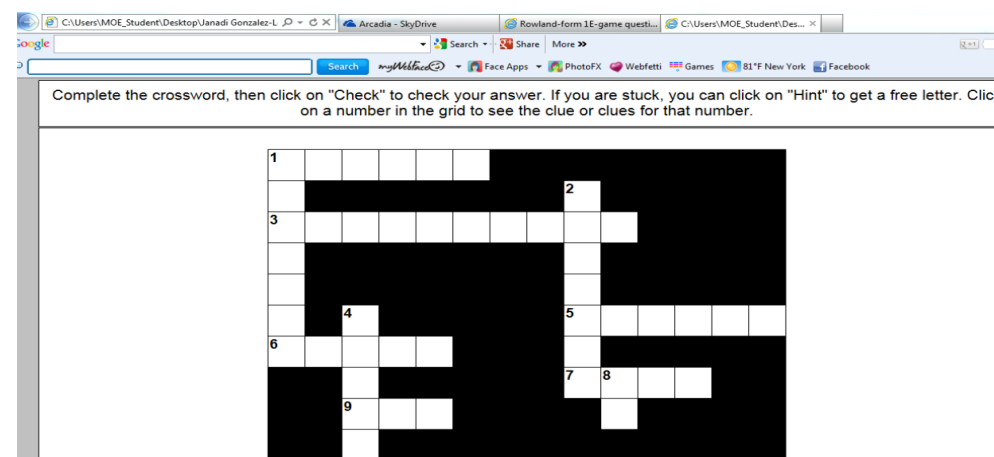 C:\Users\MOE_Student\Desktop\Janadi Gonzalez-L
Arcadia - SkyDrive
Rowland-form 1E-game questi...
C:\Users\MOE_Student\Des...
Google
Search
Share
More »
Search
myWebface
Face Apps
PhotoFX
Webfetti
Games
81°F New York
Facebook
Complete the crossword, then click on "Check" to check your answer. If you are stuck, you can click on "Hint" to get a free letter. Clic
on a number in the grid to see the clue or clues for that number.
1
2
3
4
5
6
7
8
9